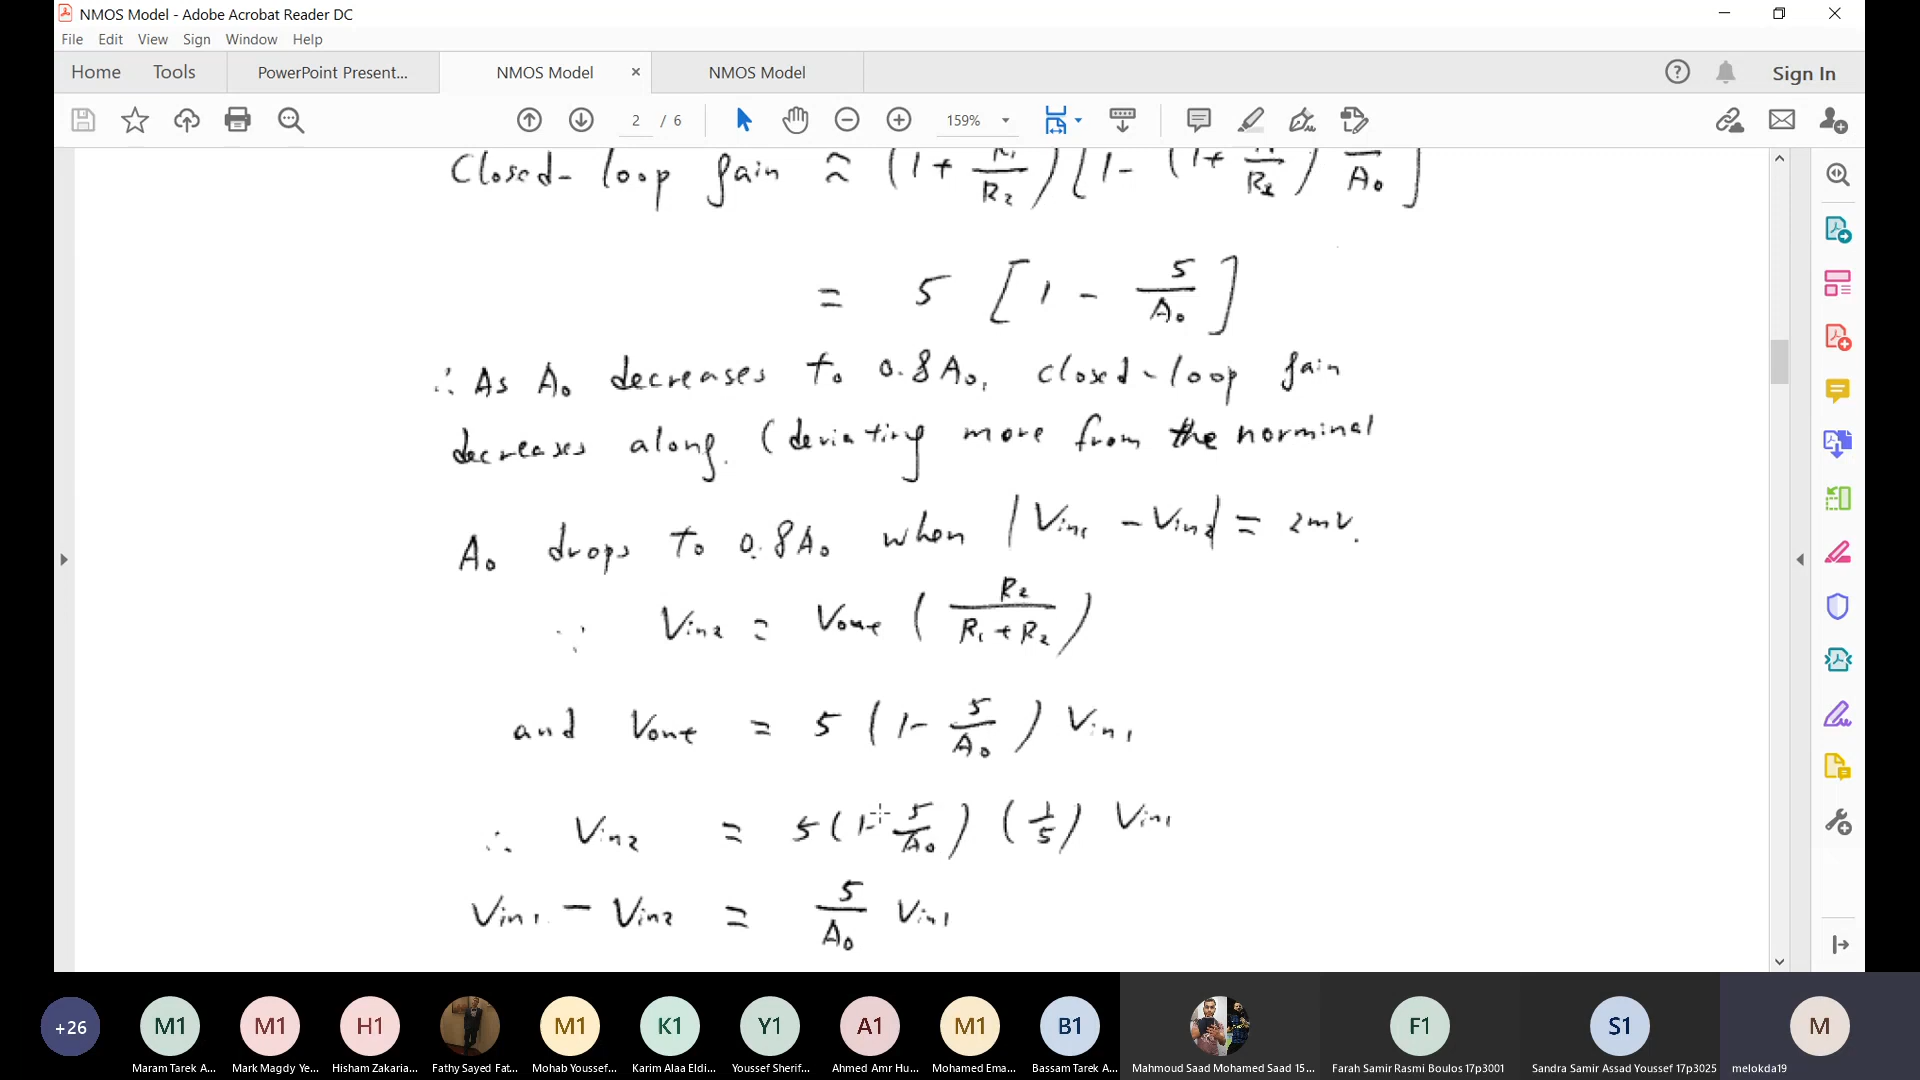 NMOS Model - Adobe Acrobat Reader DC
File Edit View Sign Window Help
Home Tools PowerPoint Present... NMOS Model × NMOS Model Sign In
2 / 6 159%
Closed-loop gain ≈ (1 + R1/R2) [1 - (1 + R1/R2) 1/A0]
= 5 [1 - 5/A0]
∴ As A0 decreases to 0.8A0, closed-loop gain
decreases along. (deviating more from the norminal
A0 drops to 0.8A0 when |Vin1 - Vin2| = 2mV.
∵ Vin2 = Vout (R2/(R1 + R2))
and Vout = 5 (1 - 5/A0) Vin1
∴ Vin2 = 5 (1 - 5/A0) (1/5) Vin1
Vin1 - Vin2 = 5/A0 Vin1
+26 M1 M1 H1 M1 K1 Y1 A1 M1 B1 F1 S1 M
Maram Tarek A... Mark Magdy Ye... Hisham Zakaria... Fathy Sayed Fat... Mohab Youssef... Karim Alaa Eldi... Youssef Sherif... Ahmed Amr Hu... Mohamed Ema... Bassam Tarek A... Mahmoud Saad Mohamed Saad 15... Farah Samir Rasmi Boulos 17p3001 Sandra Samir Assad Youssef 17p3025 melokda19